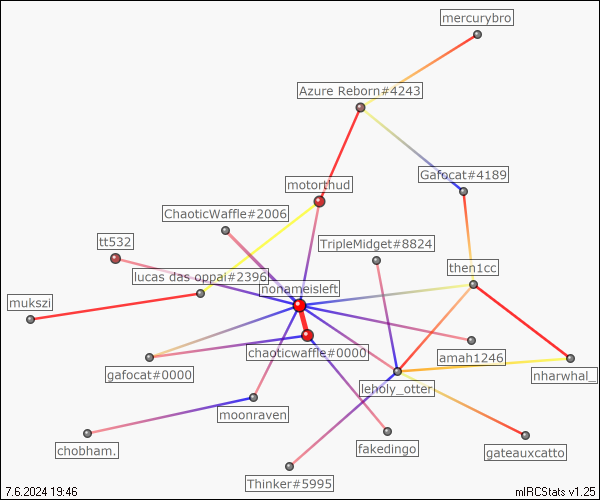 mercurybro
Azure Reborn#4243
Gafocat#4189
motorthud
ChaoticWaffle#2006
tt532
TripleMidget#8824
then1cc
lucas das oppai#2396
nonameisleft
mukszi
chaoticwaffle#0000
amah1246
gafocat#0000
nharwhal_
leholy_otter
moonraven
chobham.
fakedingo
gateauxcatto
Thinker#5995
7.6.2024 19:46
mIRCStats v1.25